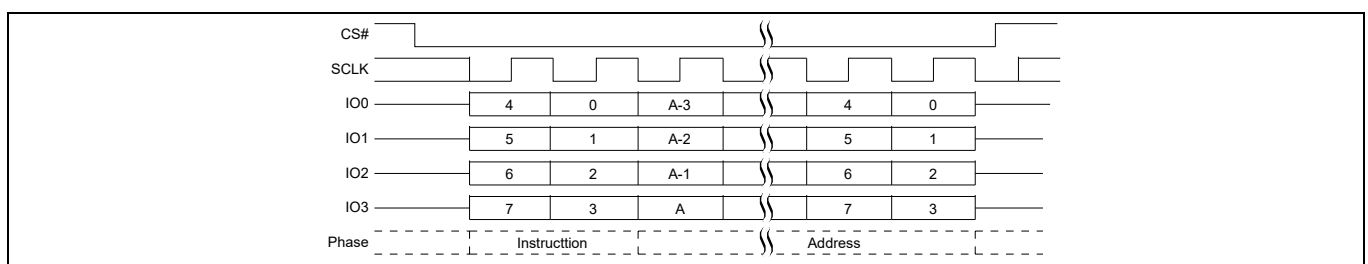 CS#
SCLK
IO0 4 0 A-3 4 0
IO1 5 1 A-2 5 1
IO2 6 2 A-1 6 2
IO3 7 3 A 7 3
Phase Instructtion Address